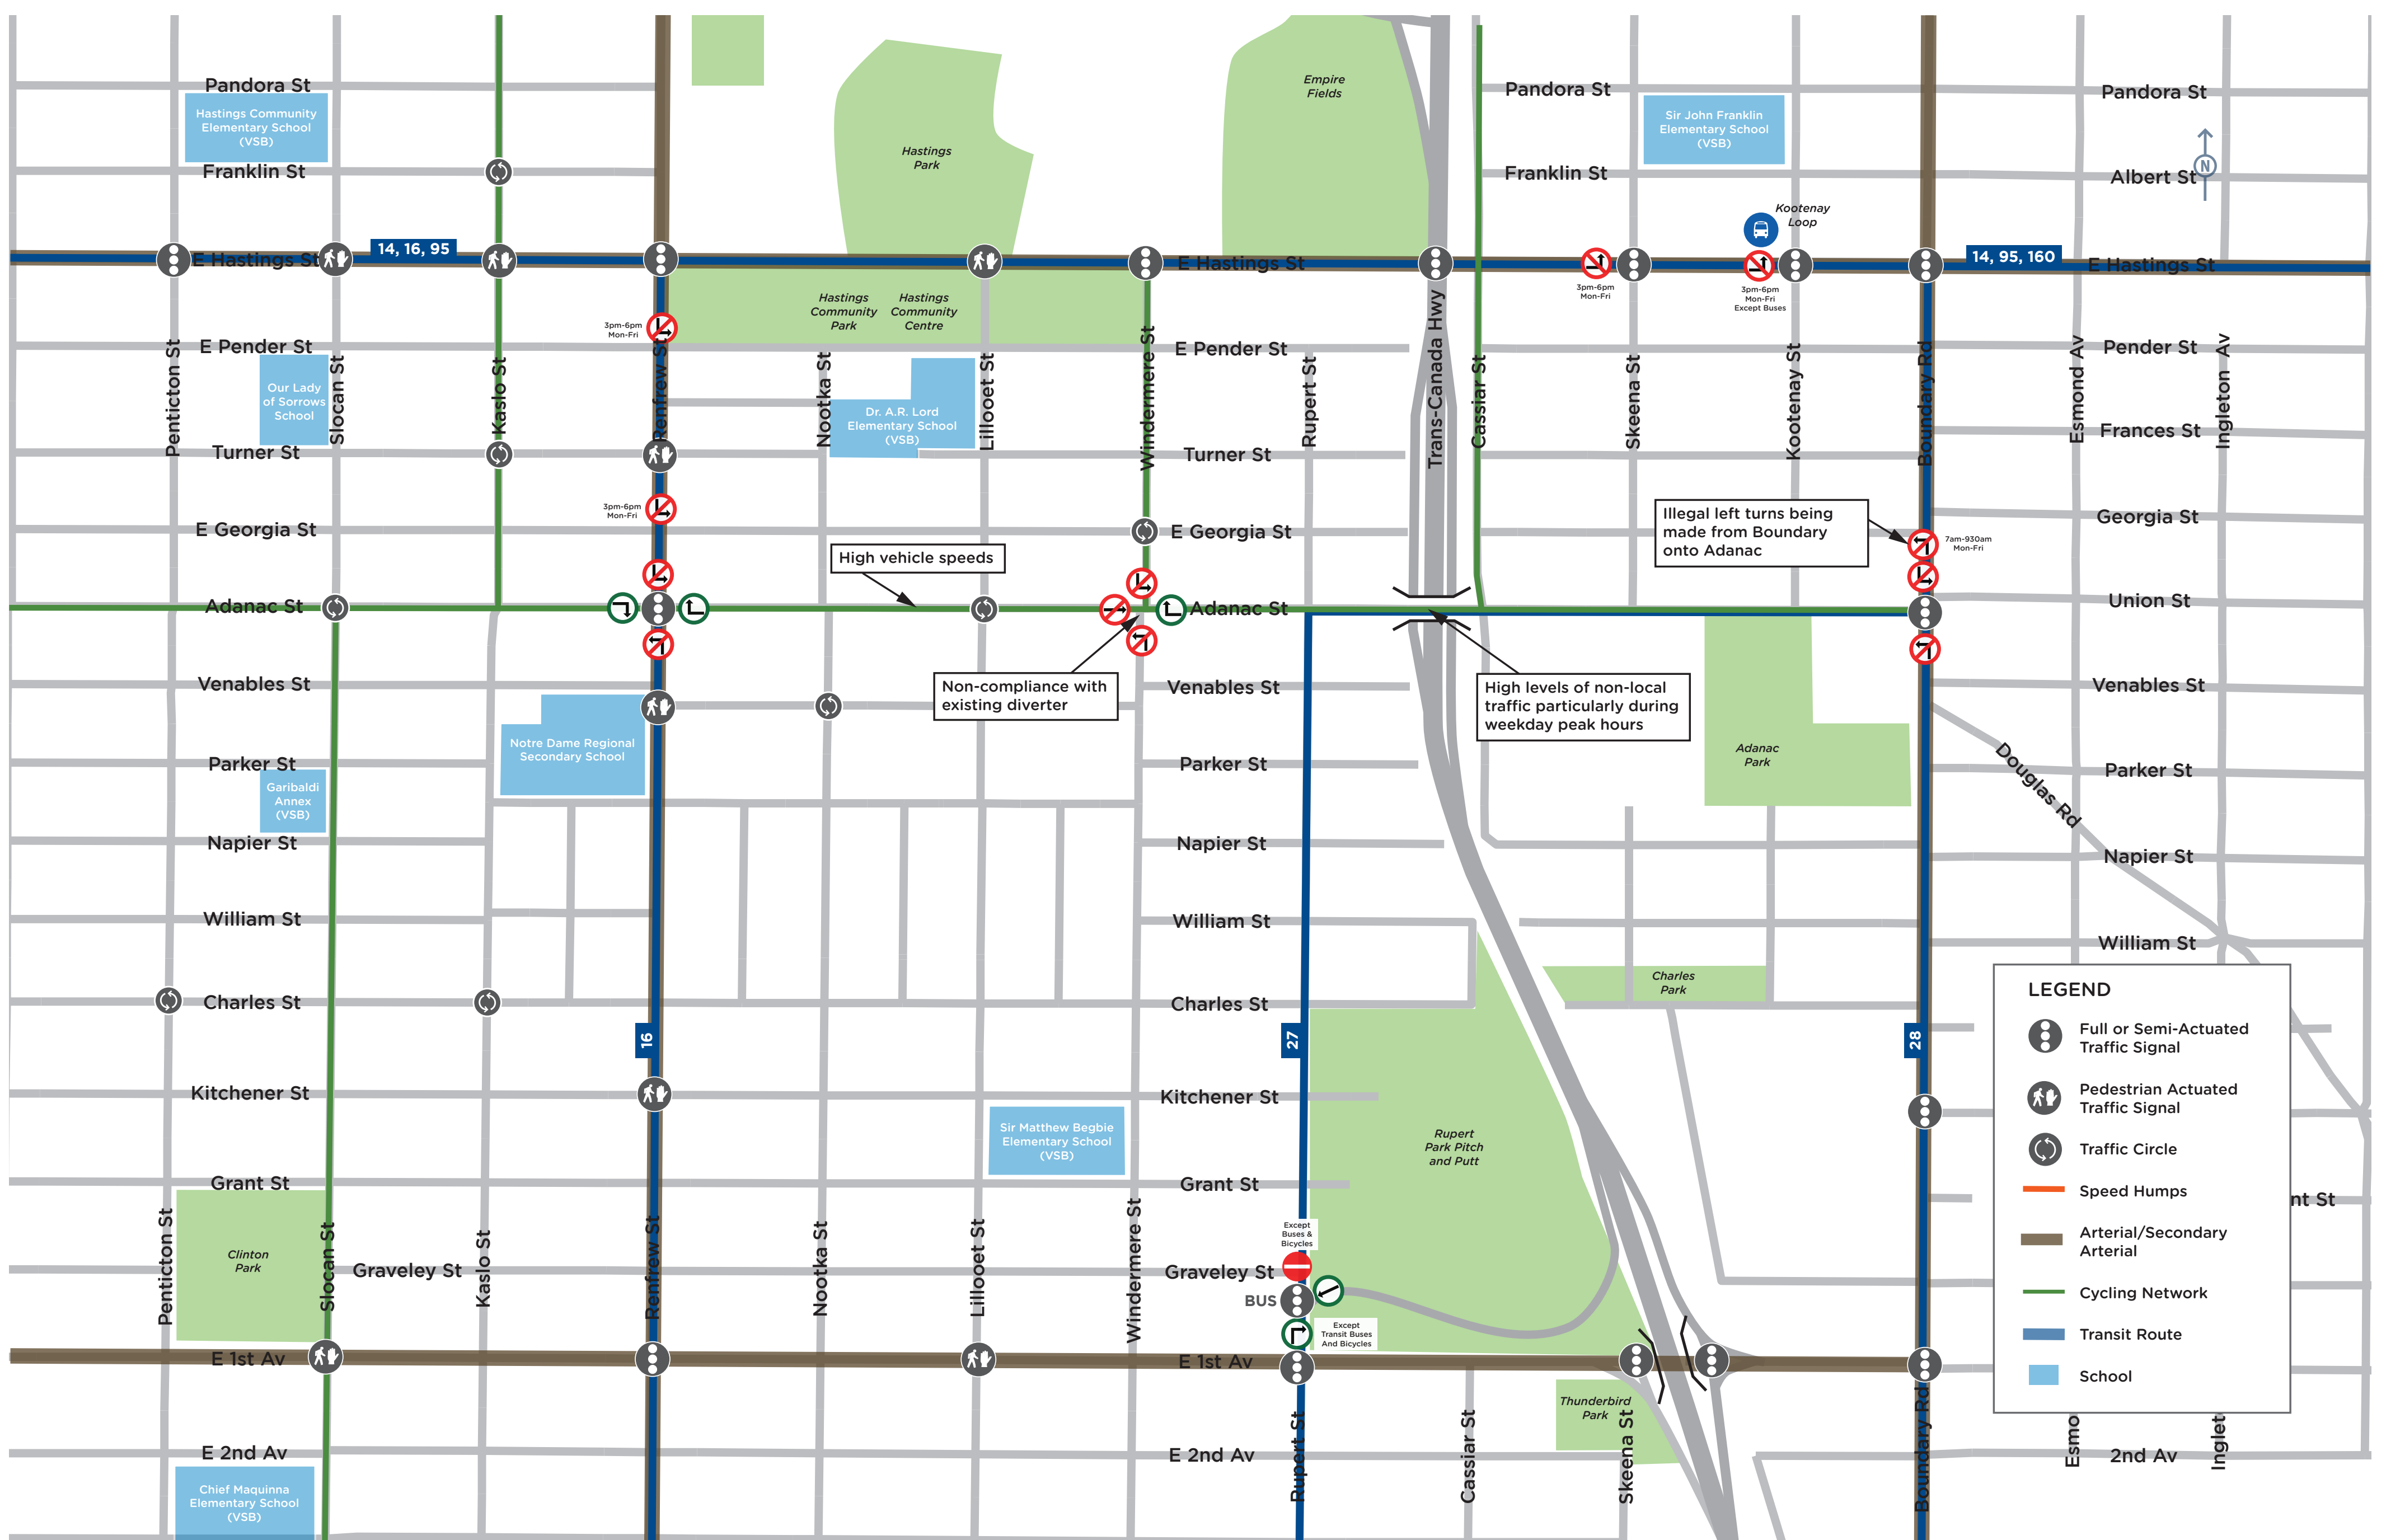 Pandora St
Pandora St
Pandora St
Hastings Community
Elementary School
(VSB)
Empire
Fields
Sir John Franklin
Elementary School
(VSB)
Hastings
Park
Franklin St
Franklin St
Albert St
N
Kootenay
Loop
14, 16, 95
E Hastings St
E Hastings St
14, 95, 160
E Hastings St
3pm-6pm
Mon-Fri
3pm-6pm
Mon-Fri
Except Buses
Hastings
Community
Park
Hastings
Community
Centre
3pm-6pm
Mon-Fri
E Pender St
E Pender St
Pender St
Penticton St
Slocan St
Kaslo St
Renfrew St
Nootka St
Lillooet St
Windermere St
Rupert St
Trans-Canada Hwy
Cassiar St
Skeena St
Kootenay St
Boundary Rd
Esmond Av
Ingleton Av
Our Lady
of Sorrows
School
Dr. A.R. Lord
Elementary School
(VSB)
Turner St
Turner St
Frances St
3pm-6pm
Mon-Fri
E Georgia St
E Georgia St
Georgia St
Illegal left turns being
made from Boundary
onto Adanac
7am-930am
Mon-Fri
High vehicle speeds
Adanac St
Adanac St
Union St
Non-compliance with
existing diverter
High levels of non-local
traffic particularly during
weekday peak hours
Venables St
Venables St
Venables St
Notre Dame Regional
Secondary School
Adanac
Park
Douglas Rd
Parker St
Parker St
Parker St
Garibaldi
Annex
(VSB)
Napier St
Napier St
Napier St
William St
William St
William St
Charles
Park
Charles St
Charles St
16
27
28
Kitchener St
Kitchener St
Sir Matthew Begbie
Elementary School
(VSB)
Rupert
Park Pitch
and Putt
Grant St
Grant St
nt St
Clinton
Park
Penticton St
Slocan St
Kaslo St
Renfrew St
Nootka St
Lillooet St
Windermere St
Except
Buses &
Bicycles
Graveley St
Graveley St
BUS
Except
Transit Buses
And Bicycles
E 1st Av
E 1st Av
Thunderbird
Park
Rupert St
Cassiar St
Skeena St
Boundary Rd
Esmo
Inglet
E 2nd Av
E 2nd Av
2nd Av
Chief Maquinna
Elementary School
(VSB)
LEGEND
Full or Semi-Actuated
Traffic Signal
Pedestrian Actuated
Traffic Signal
Traffic Circle
Speed Humps
Arterial/Secondary
Arterial
Cycling Network
Transit Route
School